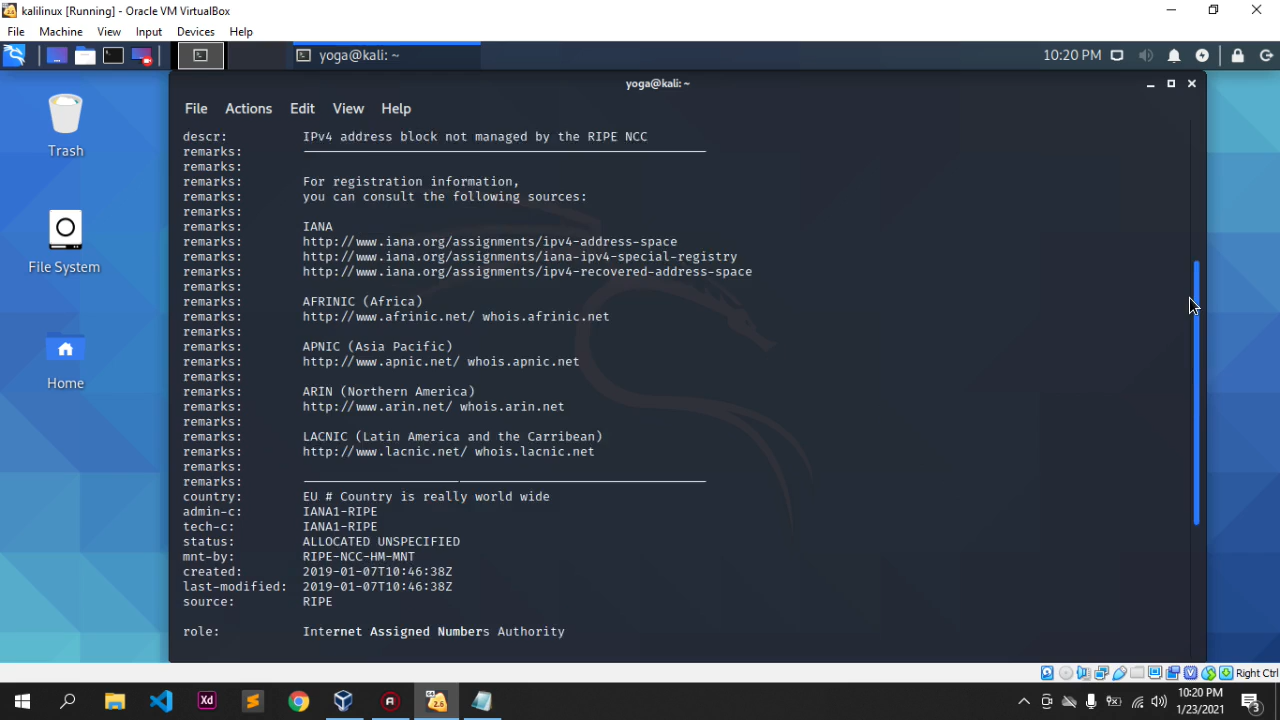 kalilinux [Running] - Oracle VM VirtualBox
File Machine View Input Devices Help
yoga@kali: ~ 10:20 PM
yoga@kali: ~
File Actions Edit View Help
Trash
File System
Home
descr: IPv4 address block not managed by the RIPE NCC
remarks: ------------------------------------------------------
remarks:
remarks: For registration information,
remarks: you can consult the following sources:
remarks:
remarks: IANA
remarks: http://www.iana.org/assignments/ipv4-address-space
remarks: http://www.iana.org/assignments/iana-ipv4-special-registry
remarks: http://www.iana.org/assignments/ipv4-recovered-address-space
remarks:
remarks: AFRINIC (Africa)
remarks: http://www.afrinic.net/ whois.afrinic.net
remarks:
remarks: APNIC (Asia Pacific)
remarks: http://www.apnic.net/ whois.apnic.net
remarks:
remarks: ARIN (Northern America)
remarks: http://www.arin.net/ whois.arin.net
remarks:
remarks: LACNIC (Latin America and the Carribean)
remarks: http://www.lacnic.net/ whois.lacnic.net
remarks:
remarks: ------------------------------------------------------
country: EU # Country is really world wide
admin-c: IANA1-RIPE
tech-c: IANA1-RIPE
status: ALLOCATED UNSPECIFIED
mnt-by: RIPE-NCC-HM-MNT
created: 2019-01-07T10:46:38Z
last-modified: 2019-01-07T10:46:38Z
source: RIPE
role: Internet Assigned Numbers Authority
Right Ctrl
Xd
2.6
10:20 PM
1/23/2021
3